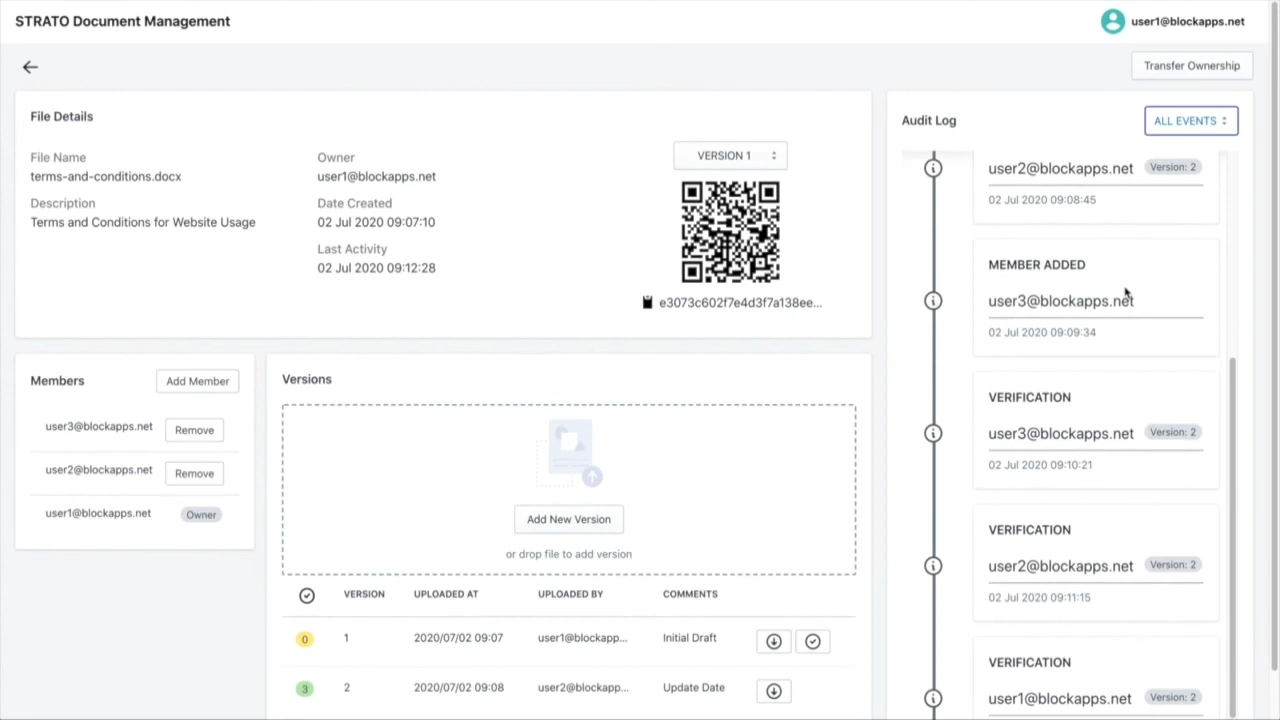 STRATO Document Management
user1@blockapps.net
Transfer Ownership
File Details
File Name
terms-and-conditions.docx
Description
Terms and Conditions for Website Usage
Owner
user1@blockapps.net
Date Created
02 Jul 2020 09:07:10
Last Activity
02 Jul 2020 09:12:28
VERSION 1
e3073c602f7e4d3f7a138ee...
Members
Add Member
user3@blockapps.net Remove
user2@blockapps.net Remove
user1@blockapps.net Owner
Versions
Add New Version
or drop file to add version
VERSION UPLOADED AT UPLOADED BY COMMENTS
0 1 2020/07/02 09:07 user1@blockapp... Initial Draft
3 2 2020/07/02 09:08 user2@blockapp... Update Date
Audit Log
ALL EVENTS
user2@blockapps.net Version: 2
02 Jul 2020 09:08:45
MEMBER ADDED
user3@blockapps.net
02 Jul 2020 09:09:34
VERIFICATION
user3@blockapps.net Version: 2
02 Jul 2020 09:10:21
VERIFICATION
user2@blockapps.net Version: 2
02 Jul 2020 09:11:15
VERIFICATION
user1@blockapps.net Version: 2